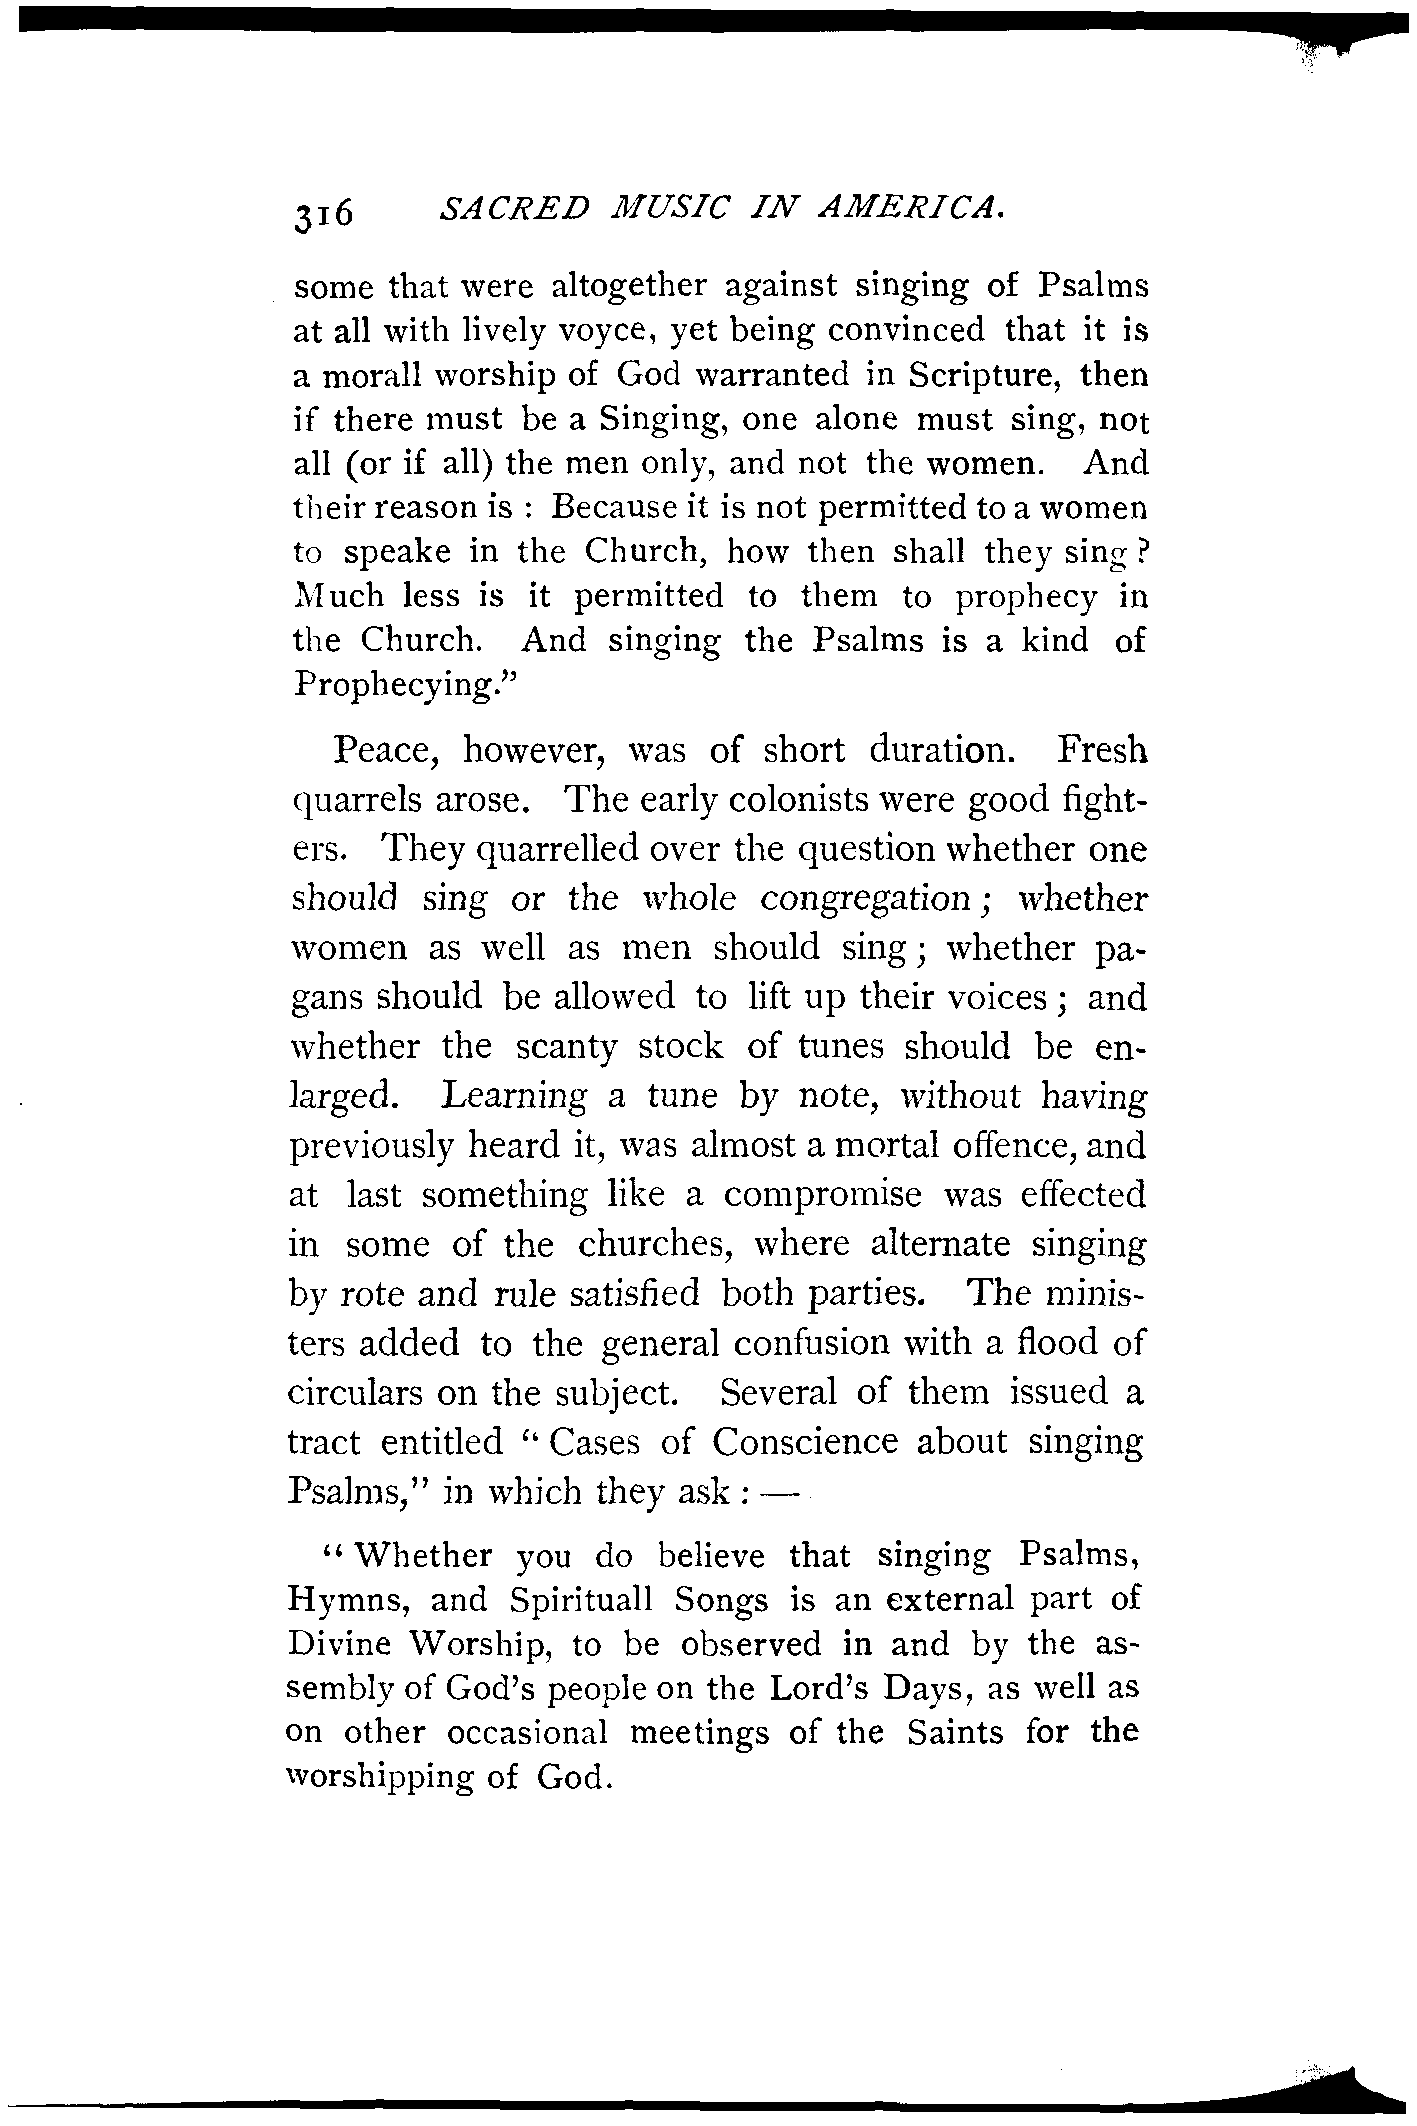 316 SACRED MUSIC IN AMERICA.
some that were altogether against singing of Psalms
at all with lively voyce, yet being convinced that it is
a morall worship of God warranted in Scripture, then
if there must be a Singing, one alone must sing, not
all (or if all) the men only, and not the women. And
their reason is : Because it is not permitted to a women
to speake in the Church, how then shall they sing ?
Much less is it permitted to them to prophecy in
the Church. And singing the Psalms is a kind of
Prophecying.”
Peace, however, was of short duration. Fresh
quarrels arose. The early colonists were good fight-
ers. They quarrelled over the question whether one
should sing or the whole congregation ; whether
women as well as men should sing ; whether pa-
gans should be allowed to lift up their voices ; and
whether the scanty stock of tunes should be en-
larged. Learning a tune by note, without having
previously heard it, was almost a mortal offence, and
at last something like a compromise was effected
in some of the churches, where alternate singing
by rote and rule satisfied both parties. The minis-
ters added to the general confusion with a flood of
circulars on the subject. Several of them issued a
tract entitled “ Cases of Conscience about singing
Psalms,” in which they ask : —
“ Whether you do believe that singing Psalms,
Hymns, and Spirituall Songs is an external part of
Divine Worship, to be observed in and by the as-
sembly of God’s people on the Lord’s Days, as well as
on other occasional meetings of the Saints for the
worshipping of God.